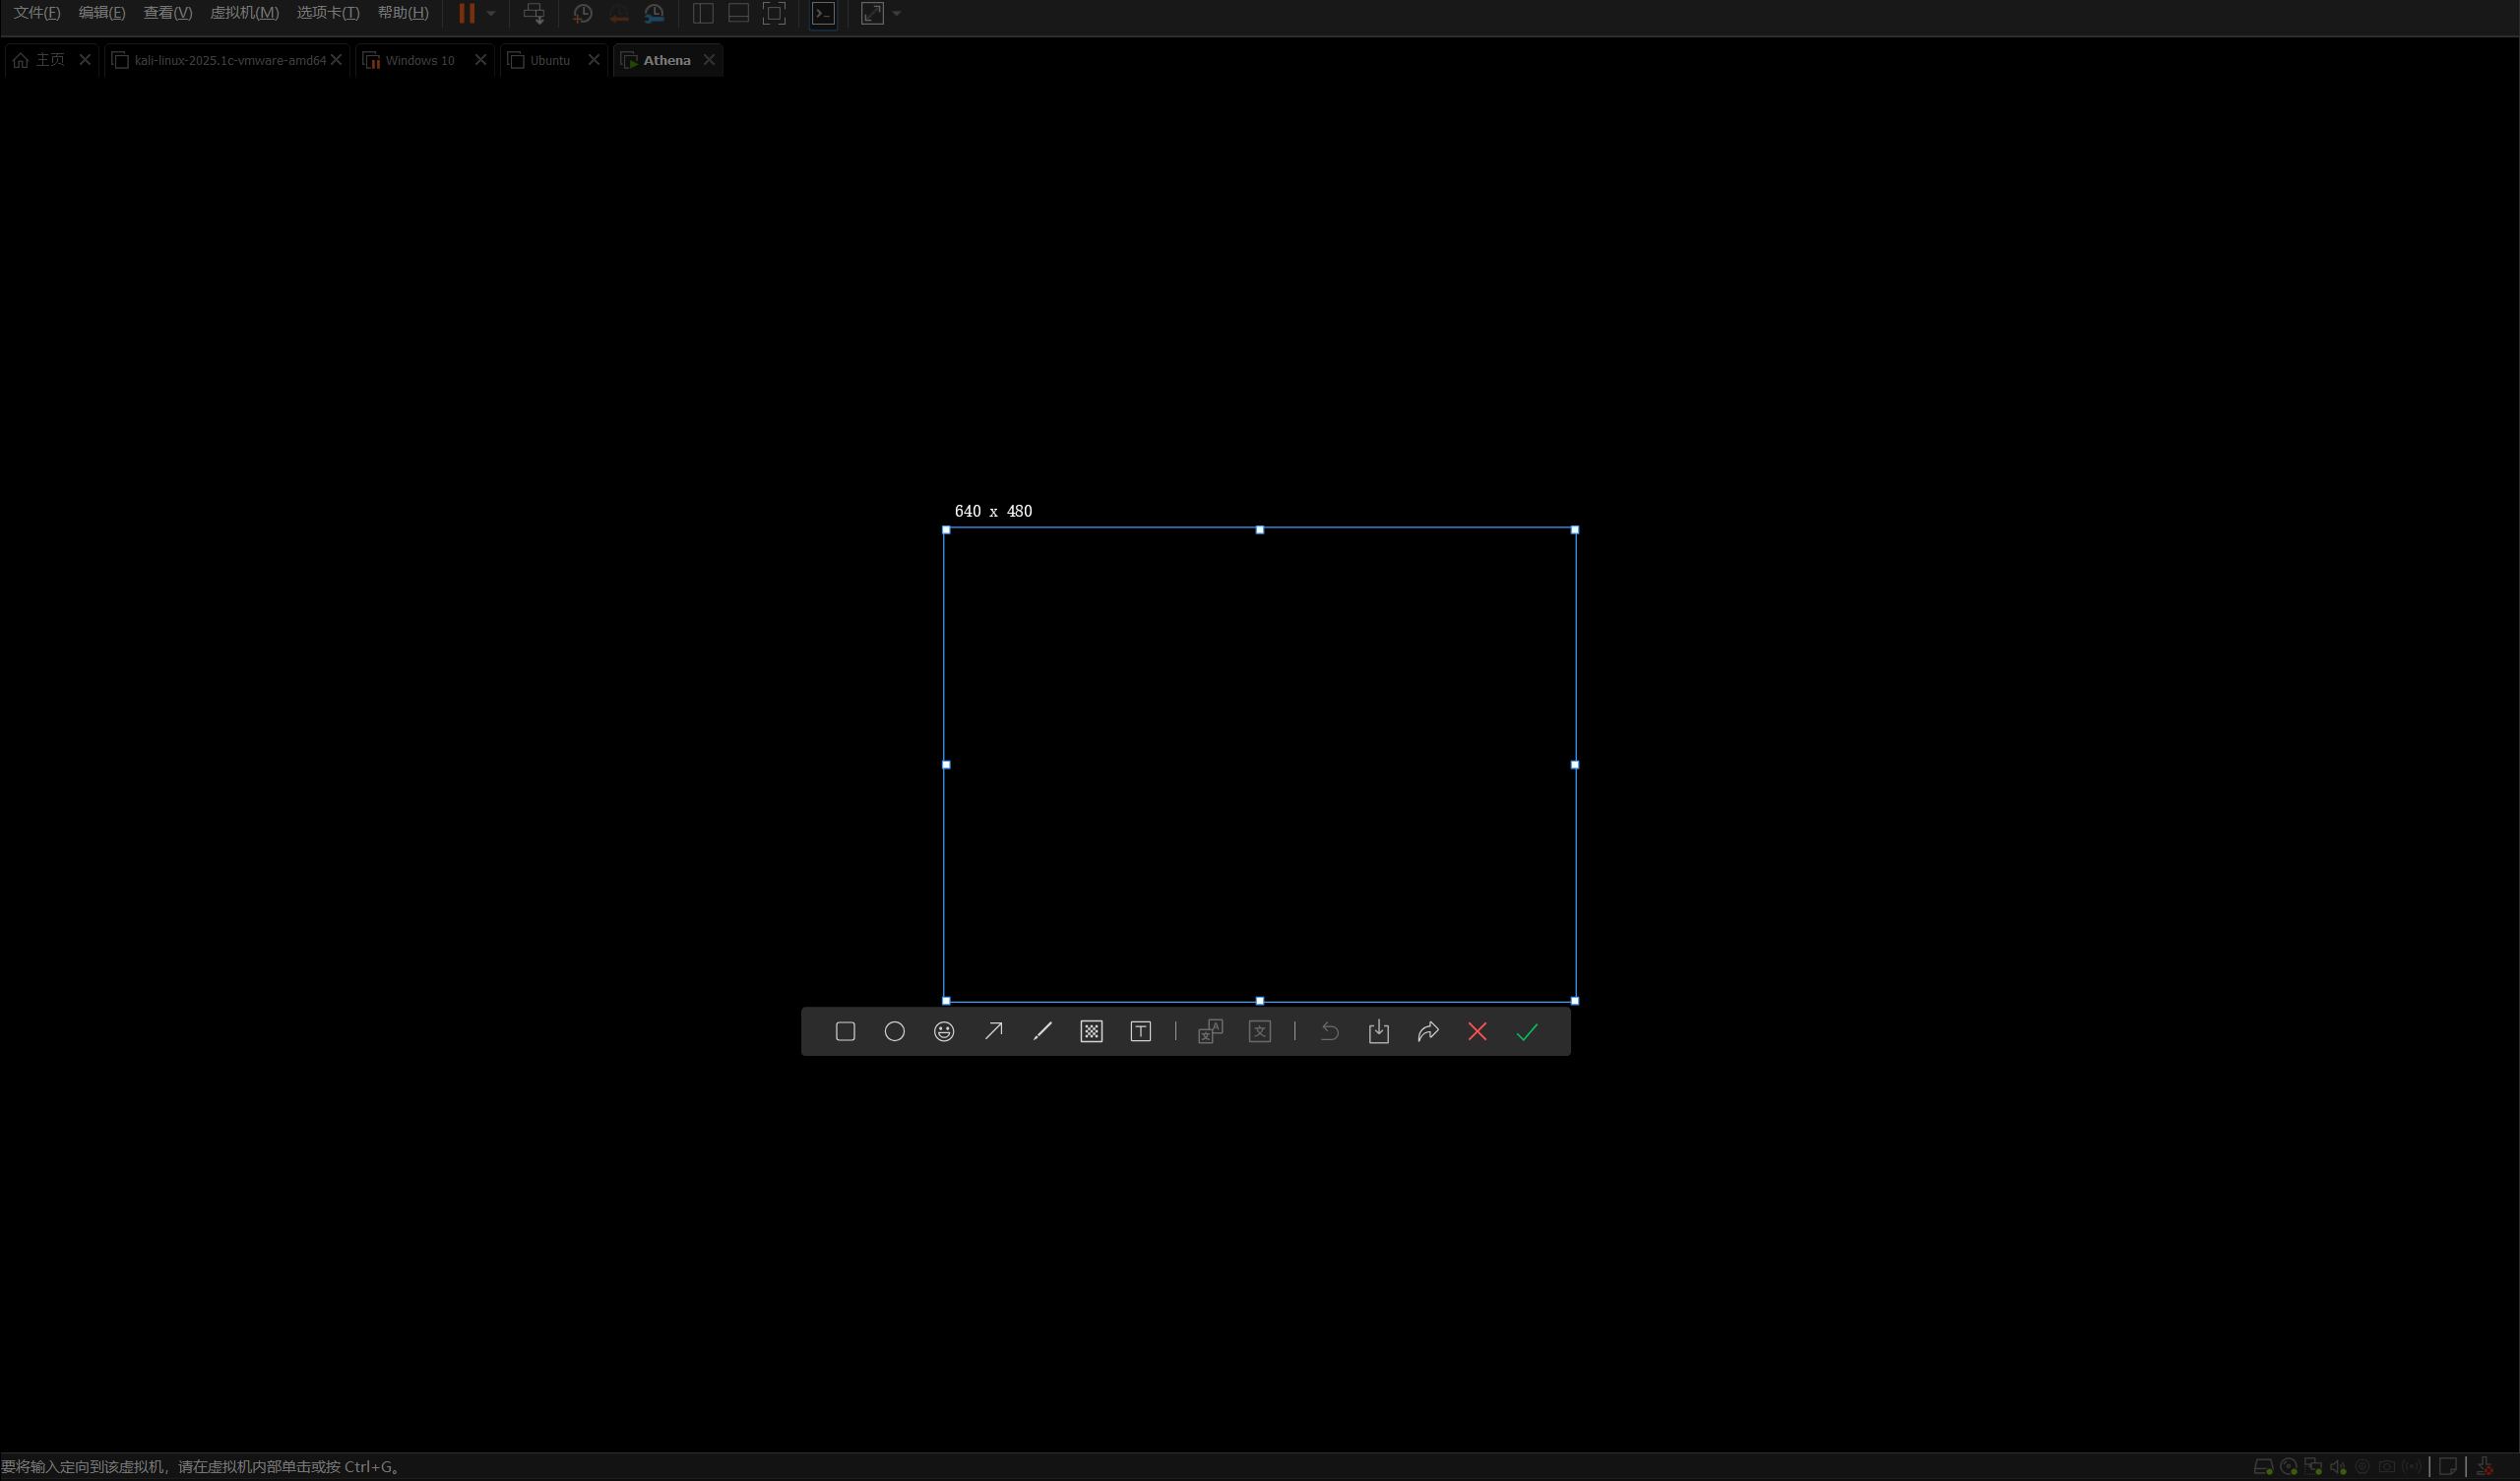 文件(F) 编辑(E) 查看(V) 虚拟机(M) 选项卡(T) 帮助(H)
主页 kali-linux-2025.1c-vmware-amd64 Windows 10 Ubuntu Athena
640 x 480
要将输入定向到该虚拟机，请在虚拟机内部单击或按 Ctrl+G。